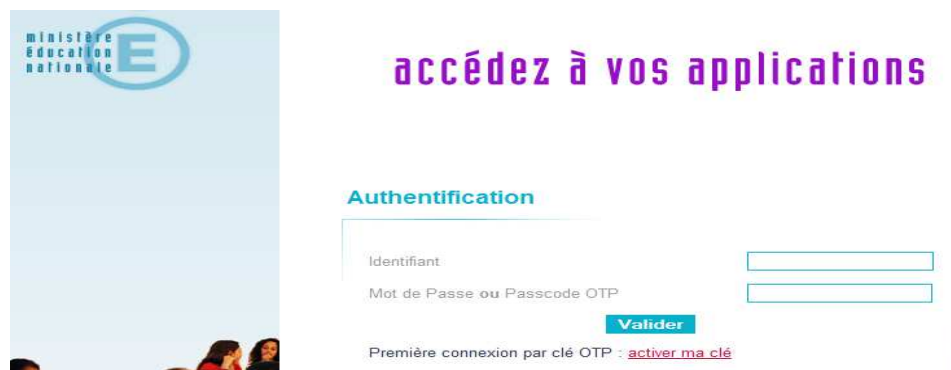 ministère
éducation
nationale
E
accédez à vos applications
Authentification
Identifiant
Mot de Passe ou Passcode OTP
Valider
Première connexion par clé OTP : activer ma clé